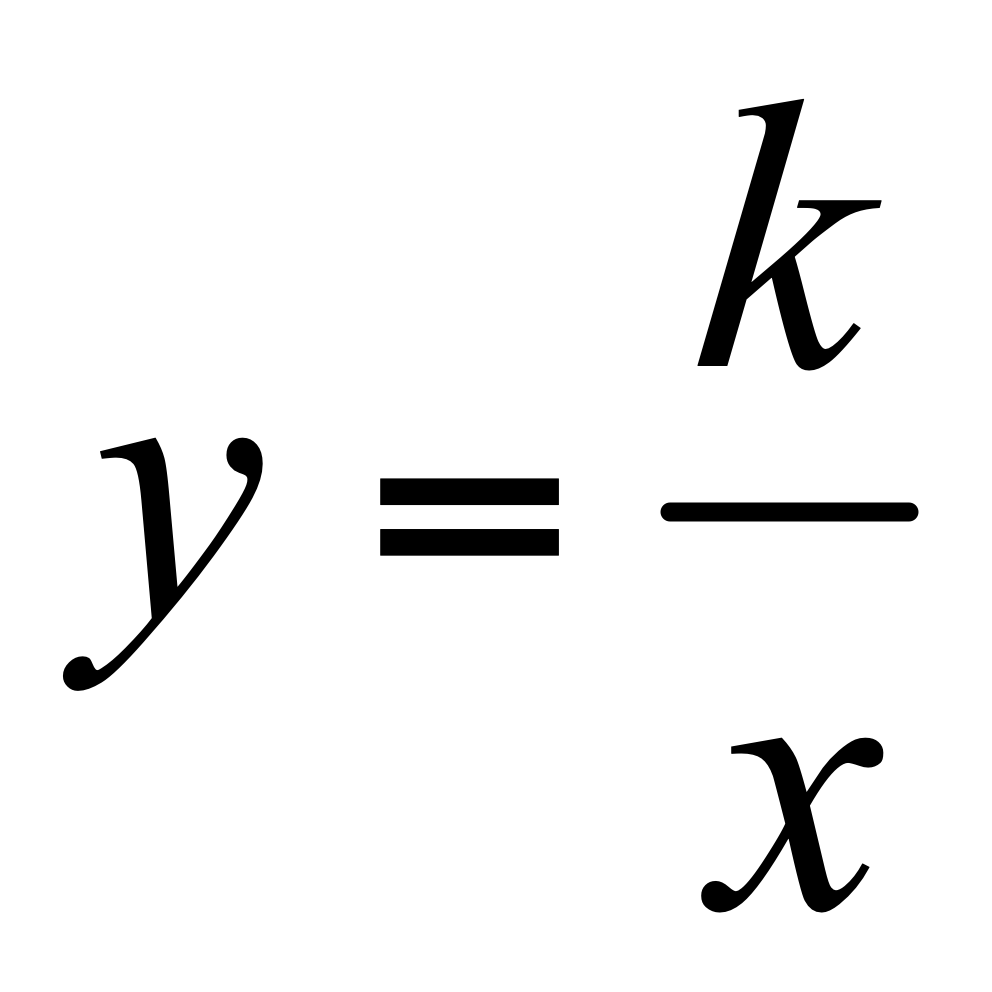 y = k/x